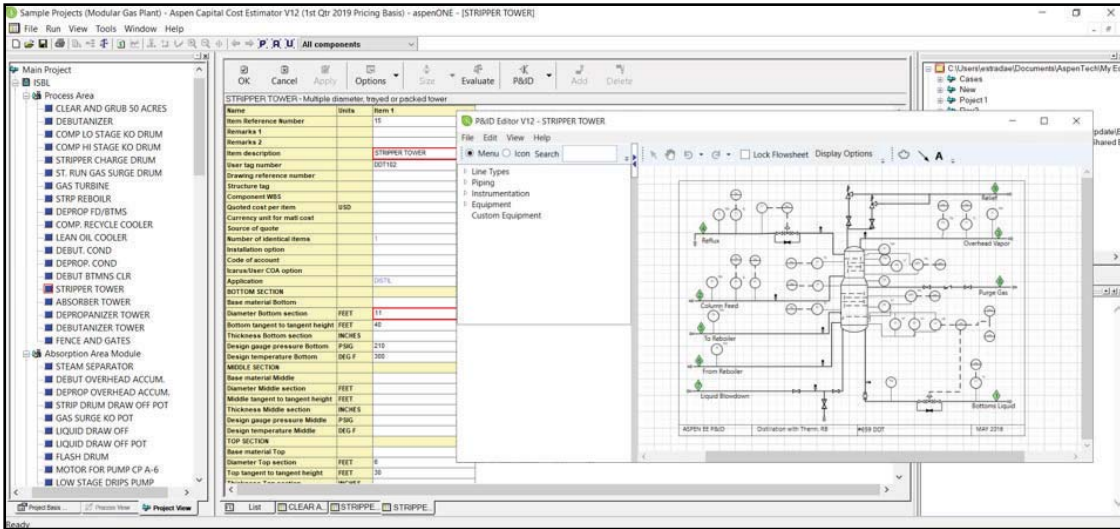 Sample Projects (Modular Gas Plant) - Aspen Capital Cost Estimator V12 (1st Qtr 2019 Pricing Basis) - aspenONE - [STRIPPER TOWER]
File Run View Tools Window Help
P R U All components
OK Cancel Apply Options Size Evaluate P&ID Add Delete
STRIPPER TOWER - Multiple diameter, trayed or packed tower
Main Project
ISBL
Process Area
CLEAR AND GRUB 50 ACRES
DEBUTANIZER
COMP LO STAGE KO DRUM
COMP HI STAGE KO DRUM
STRIPPER CHARGE DRUM
ST. RUN GAS SURGE DRUM
GAS TURBINE
STRP REBOILR
DEPROP FD/BTMS
COMP. RECYCLE COOLER
LEAN OIL COOLER
DEBUT. COND
DEPROP. COND
DEBUT BTMNS CLR
STRIPPER TOWER
ABSORBER TOWER
DEPROPANIZER TOWER
DEBUTANIZER TOWER
FENCE AND GATES
Absorption Area Module
STEAM SEPARATOR
DEBUT OVERHEAD ACCUM.
DEPROP OVERHEAD ACCUM.
STRIP DRUM DRAW OFF POT
GAS SURGE KO POT
LIQUID DRAW OFF
LIQUID DRAW OFF POT
FLASH DRUM
MOTOR FOR PUMP CP A-6
LOW STAGE DRIPS PUMP
Project Basis ... Process View Project View
Name Units Item 1
Item Reference Number 15
Remarks 1
Remarks 2
Item description STRIPPER TOWER
User tag number DDT102
Drawing reference number
Structure tag
Component WBS
Quoted cost per item USD
Currency unit for matl cost
Source of quote
Number of identical items 1
Installation option
Code of account
Icarus/User COA option
Application DISTIL
BOTTOM SECTION
Base material Bottom
Diameter Bottom section FEET 11
Bottom tangent to tangent height FEET 40
Thickness Bottom section INCHES
Design gauge pressure Bottom PSIG 210
Design temperature Bottom DEG F 300
MIDDLE SECTION
Base material Middle
Diameter Middle section FEET
Middle tangent to tangent height FEET
Thickness Middle section INCHES
Design gauge pressure Middle PSIG
Design temperature Middle DEG F
TOP SECTION
Base material Top
Diameter Top section FEET 6
Top tangent to tangent height FEET 30
List CLEAR A... STRIPPE... STRIPPE...
P&ID Editor V12 - STRIPPER TOWER
File Edit View Help
Menu Icon Search Lock Flowsheet Display Options A
Line Types
Piping
Instrumentation
Equipment
Custom Equipment
Relief
Reflux
Overhead Vapor
Column Feed
Purge Gas
To Reboiler
From Reboiler
Liquid Blowdown
Bottoms Liquid
ASPEN EE P&ID Distillation with Therm. RB #659 DDT MAY 2016
C:\Users\estradae\Documents\AspenTech\My Es
Cases
New
Poject1
Ready